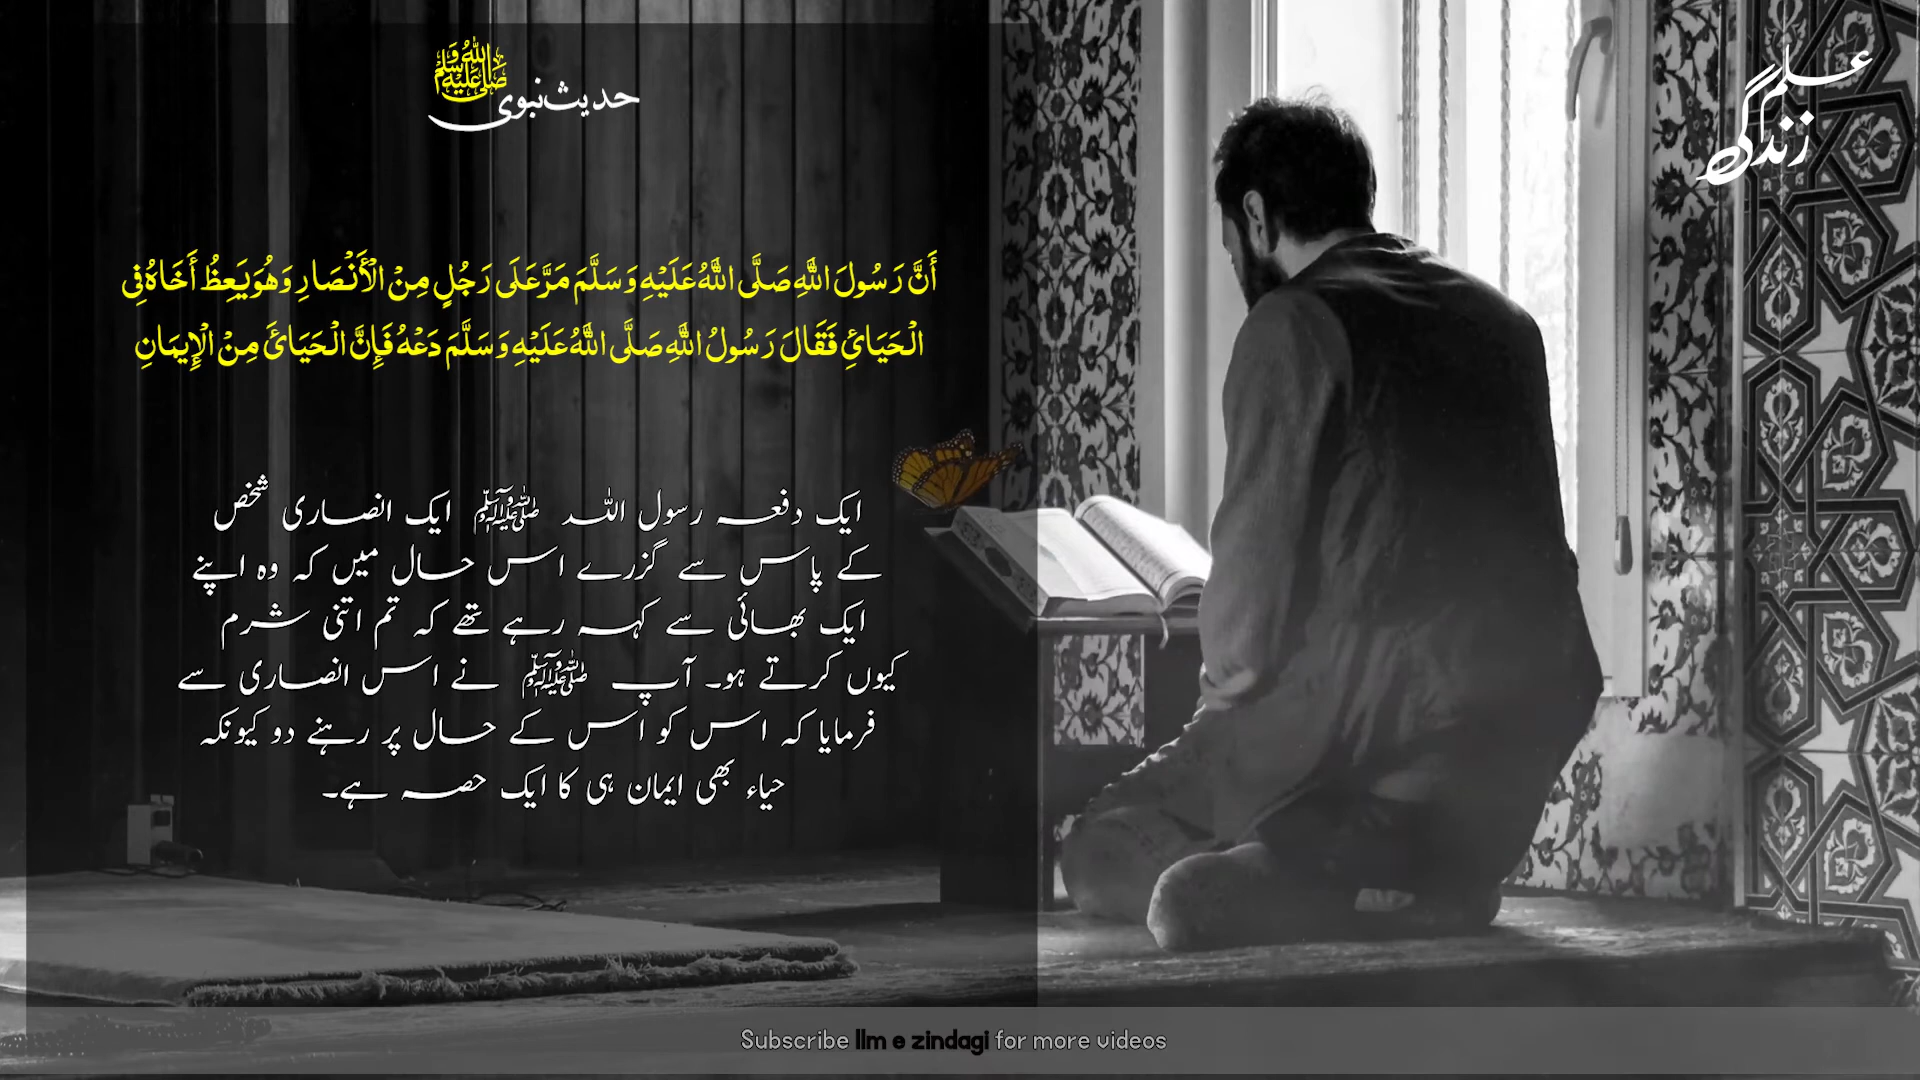 حدیث نبوی ﷺ
علم
زندگی
أَنَّ رَسُولَ اللَّهِ صَلَّى اللَّهُ عَلَيْهِ وَسَلَّمَ مَرَّ عَلَى رَجُلٍ مِنْ الْأَنْصَارِ وَهُوَ يَعِظُ أَخَاهُ فِي
الْحَيَائِ فَقَالَ رَسُولُ اللَّهِ صَلَّى اللَّهُ عَلَيْهِ وَسَلَّمَ دَعْهُ فَإِنَّ الْحَيَائَ مِنْ الْإِيمَانِ
ایک دفعہ رسول اللہ ﷺ ایک انصاری شخص
کے پاس سے گزرے اس حال میں کہ وہ اپنے
ایک بھائی سے کہہ رہے تھے کہ تم اتنی شرم
کیوں کرتے ہو۔ آپ ﷺ نے اس انصاری سے
فرمایا کہ اس کو اس کے حال پر رہنے دو کیونکہ
حیاء بھی ایمان ہی کا ایک حصہ ہے۔
Subscribe Ilm e zindagi for more videos